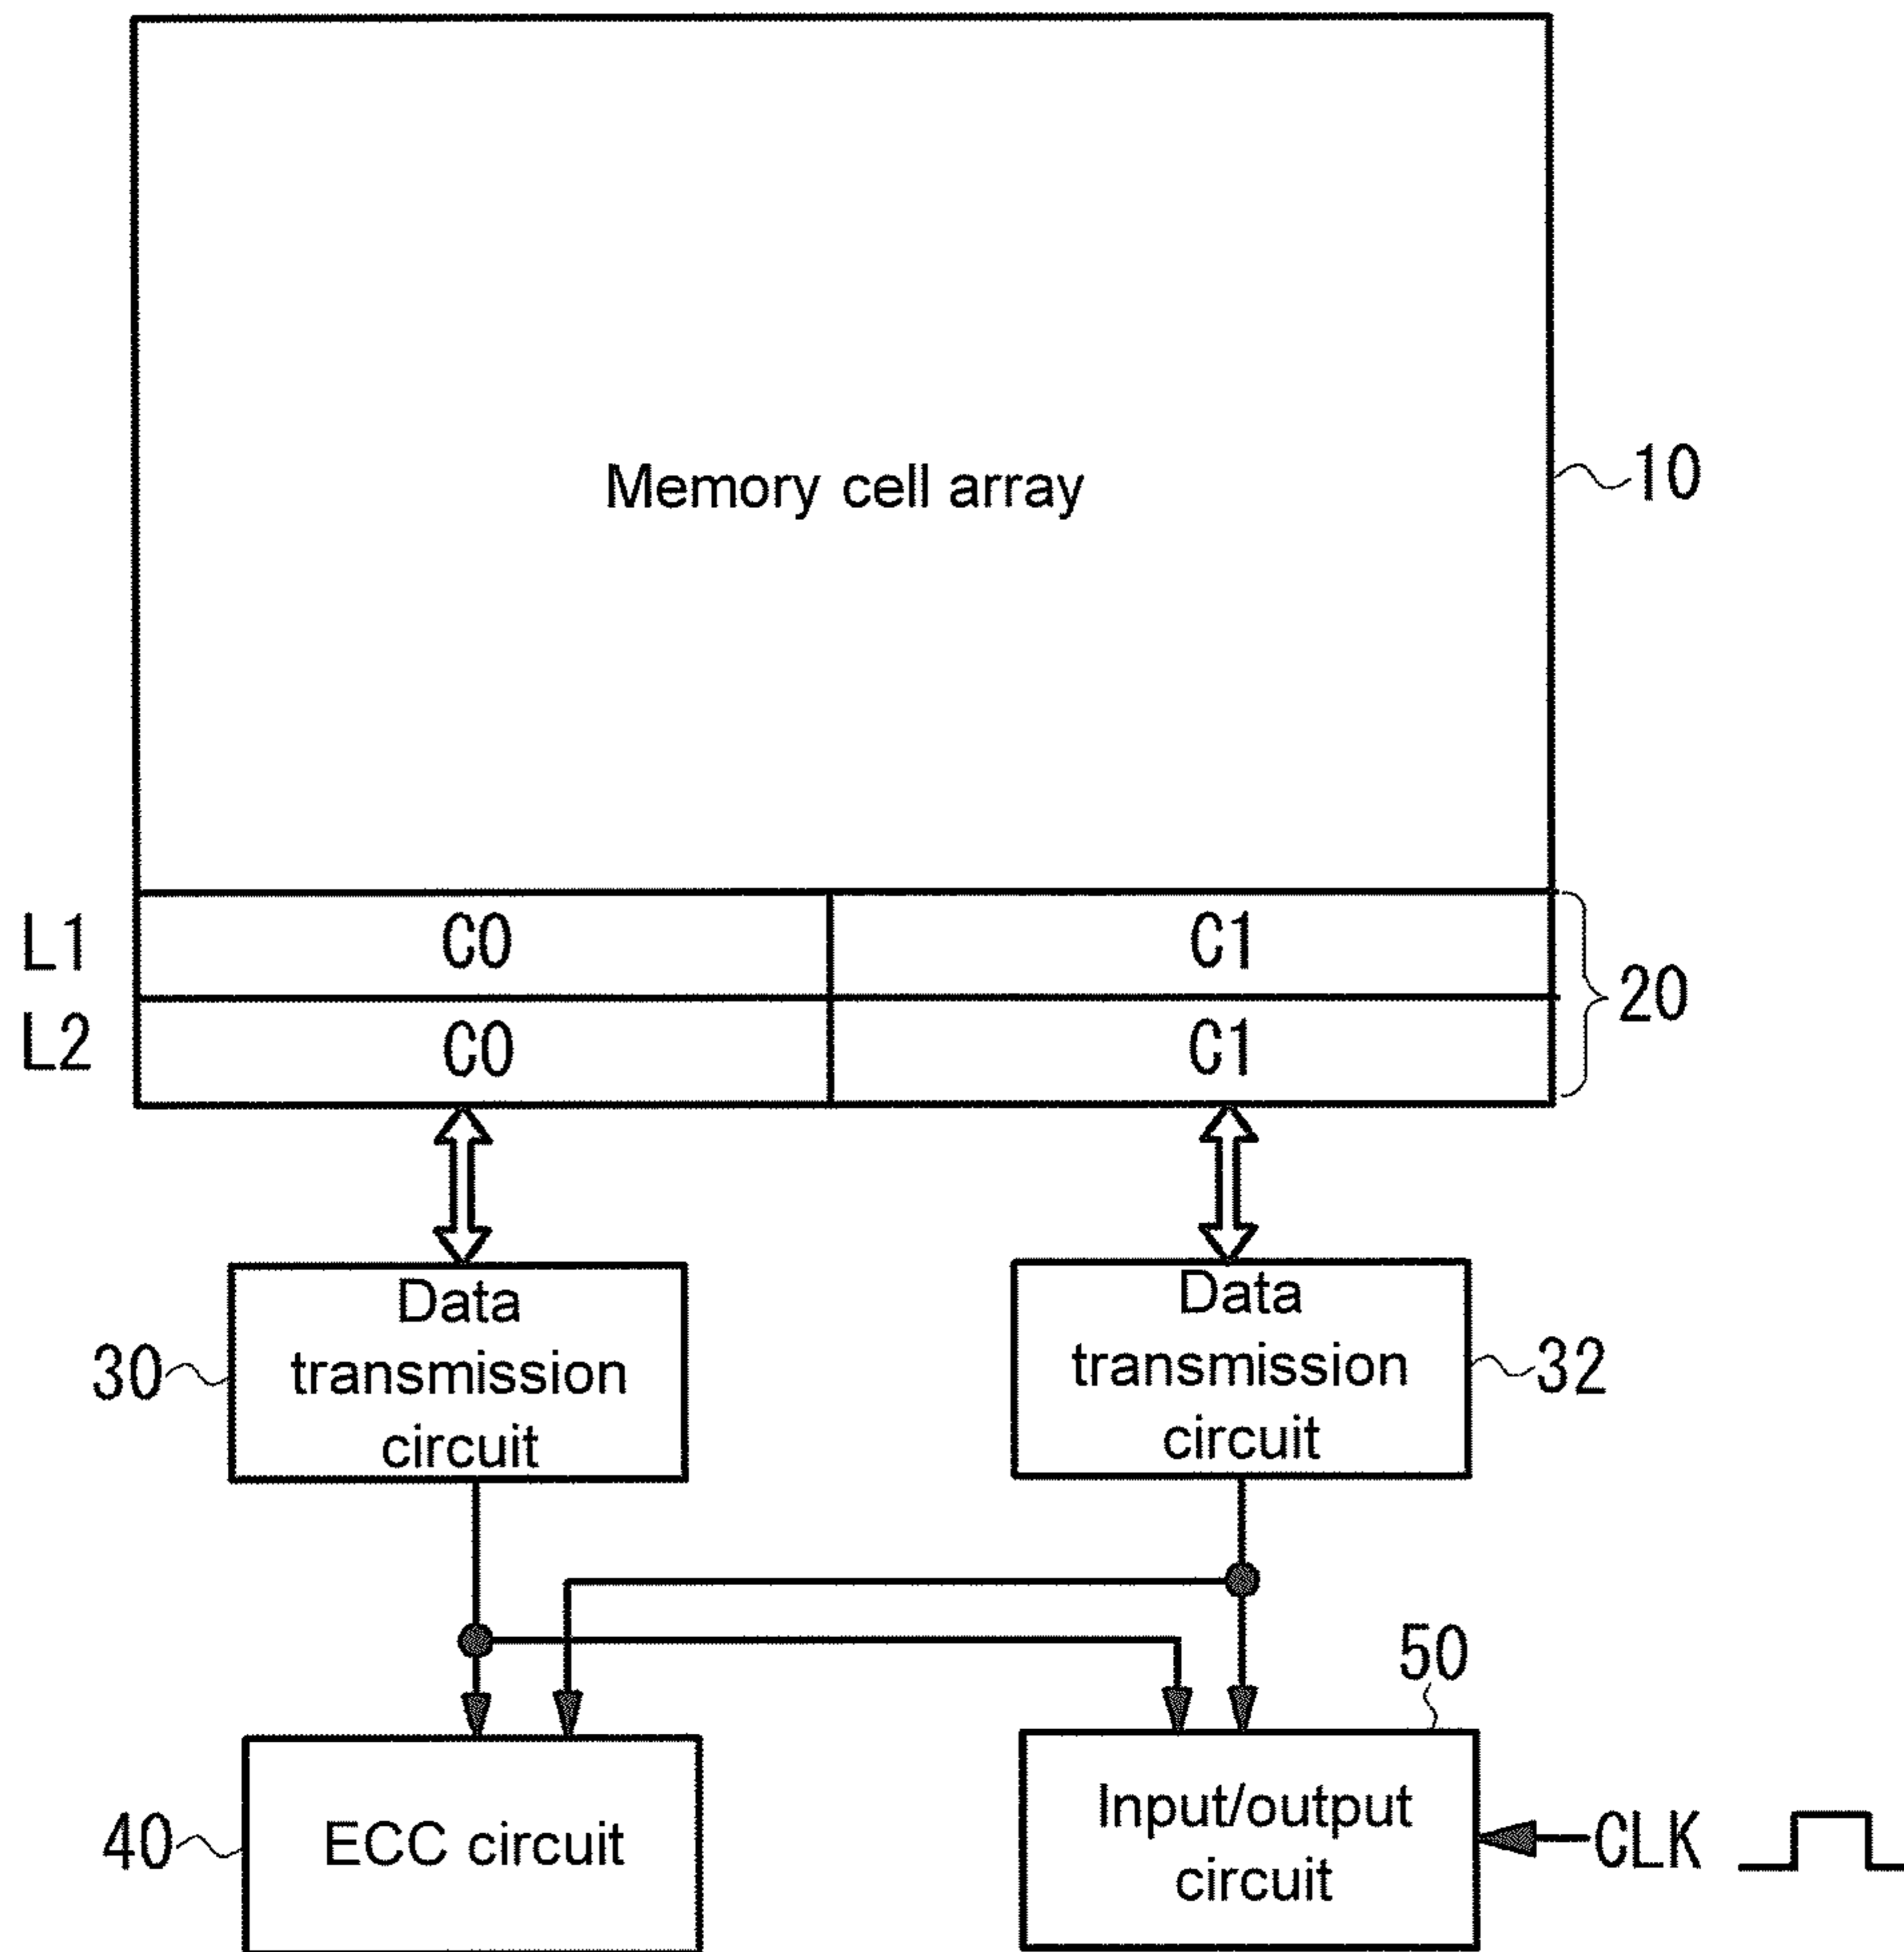 Memory cell array
10
L1
C0
C1
L2
C0
C1
20
Data
transmission
circuit
30
Data
transmission
circuit
32
50
ECC circuit
40
Input/output
circuit
CLK